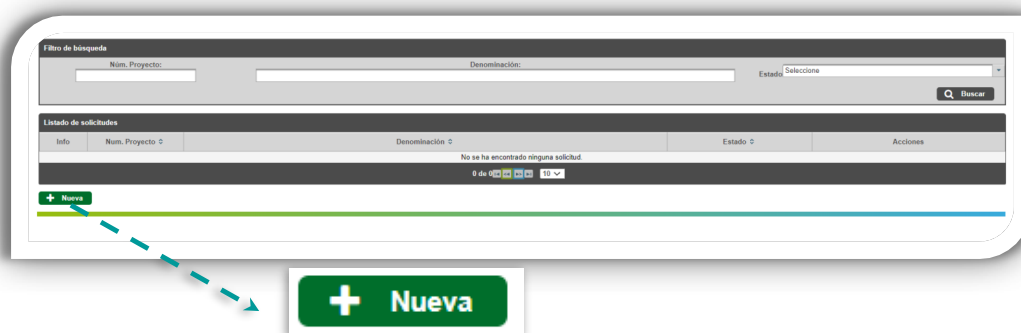 Filtro de búsqueda
Núm. Proyecto: Denominación: Estado Seleccione
Buscar
Listado de solicitudes
Info Num. Proyecto Denominación Estado Acciones
No se ha encontrado ninguna solicitud.
0 de 0 10
+ Nueva
+ Nueva